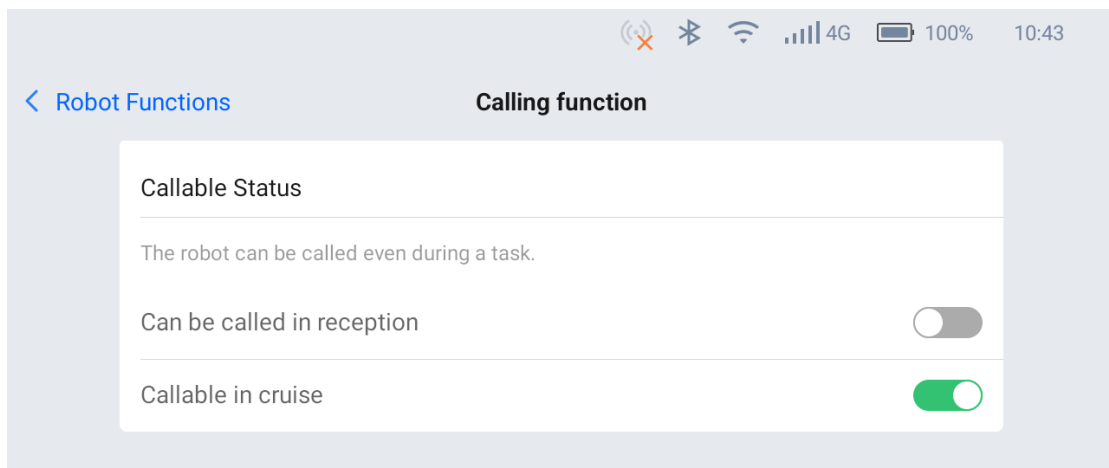 4G 100% 10:43
Robot Functions Calling function
Callable Status
The robot can be called even during a task.
Can be called in reception
Callable in cruise